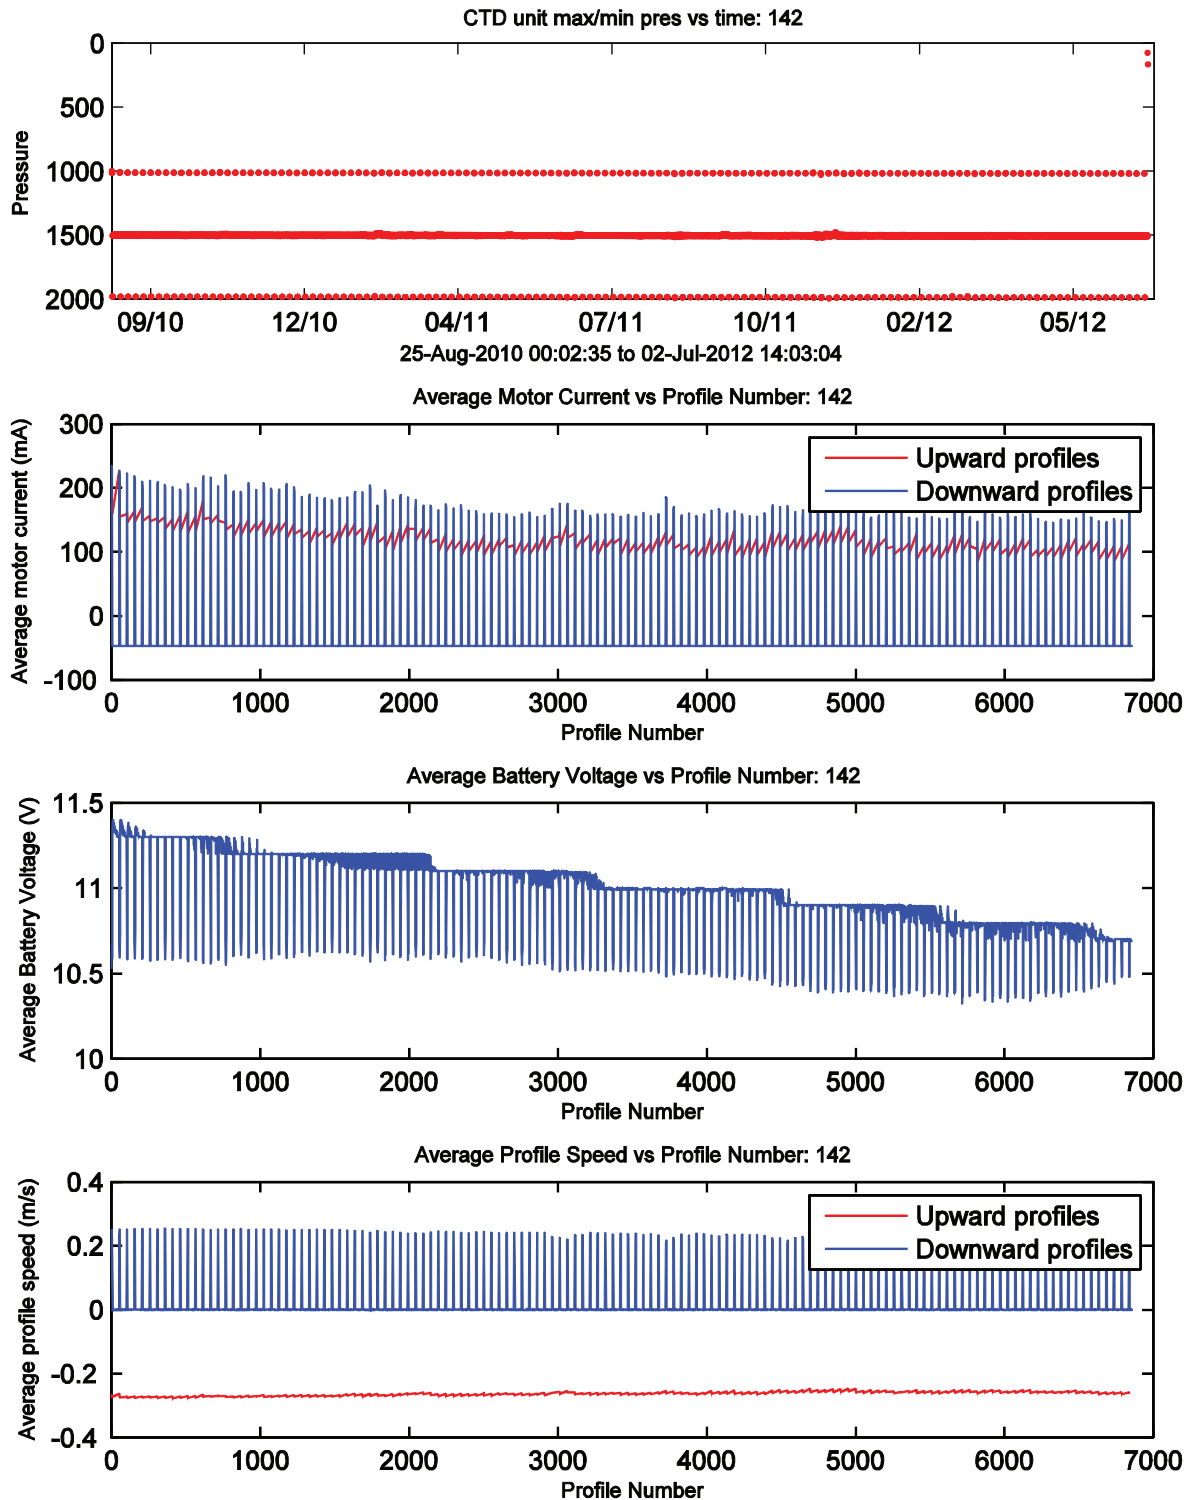 CTD unit max/min pres vs time: 142
Pressure
0
500
1000
1500
2000
09/10 12/10 04/11 07/11 10/11 02/12 05/12
25-Aug-2010 00:02:35 to 02-Jul-2012 14:03:04
Average Motor Current vs Profile Number: 142
Average motor current (mA)
300
200
100
0
-100
Upward profiles
Downward profiles
0 1000 2000 3000 4000 5000 6000 7000
Profile Number
Average Battery Voltage vs Profile Number: 142
Average Battery Voltage (V)
11.5
11
10.5
10
0 1000 2000 3000 4000 5000 6000 7000
Profile Number
Average Profile Speed vs Profile Number: 142
Average profile speed (m/s)
0.4
0.2
0
-0.2
-0.4
Upward profiles
Downward profiles
0 1000 2000 3000 4000 5000 6000 7000
Profile Number